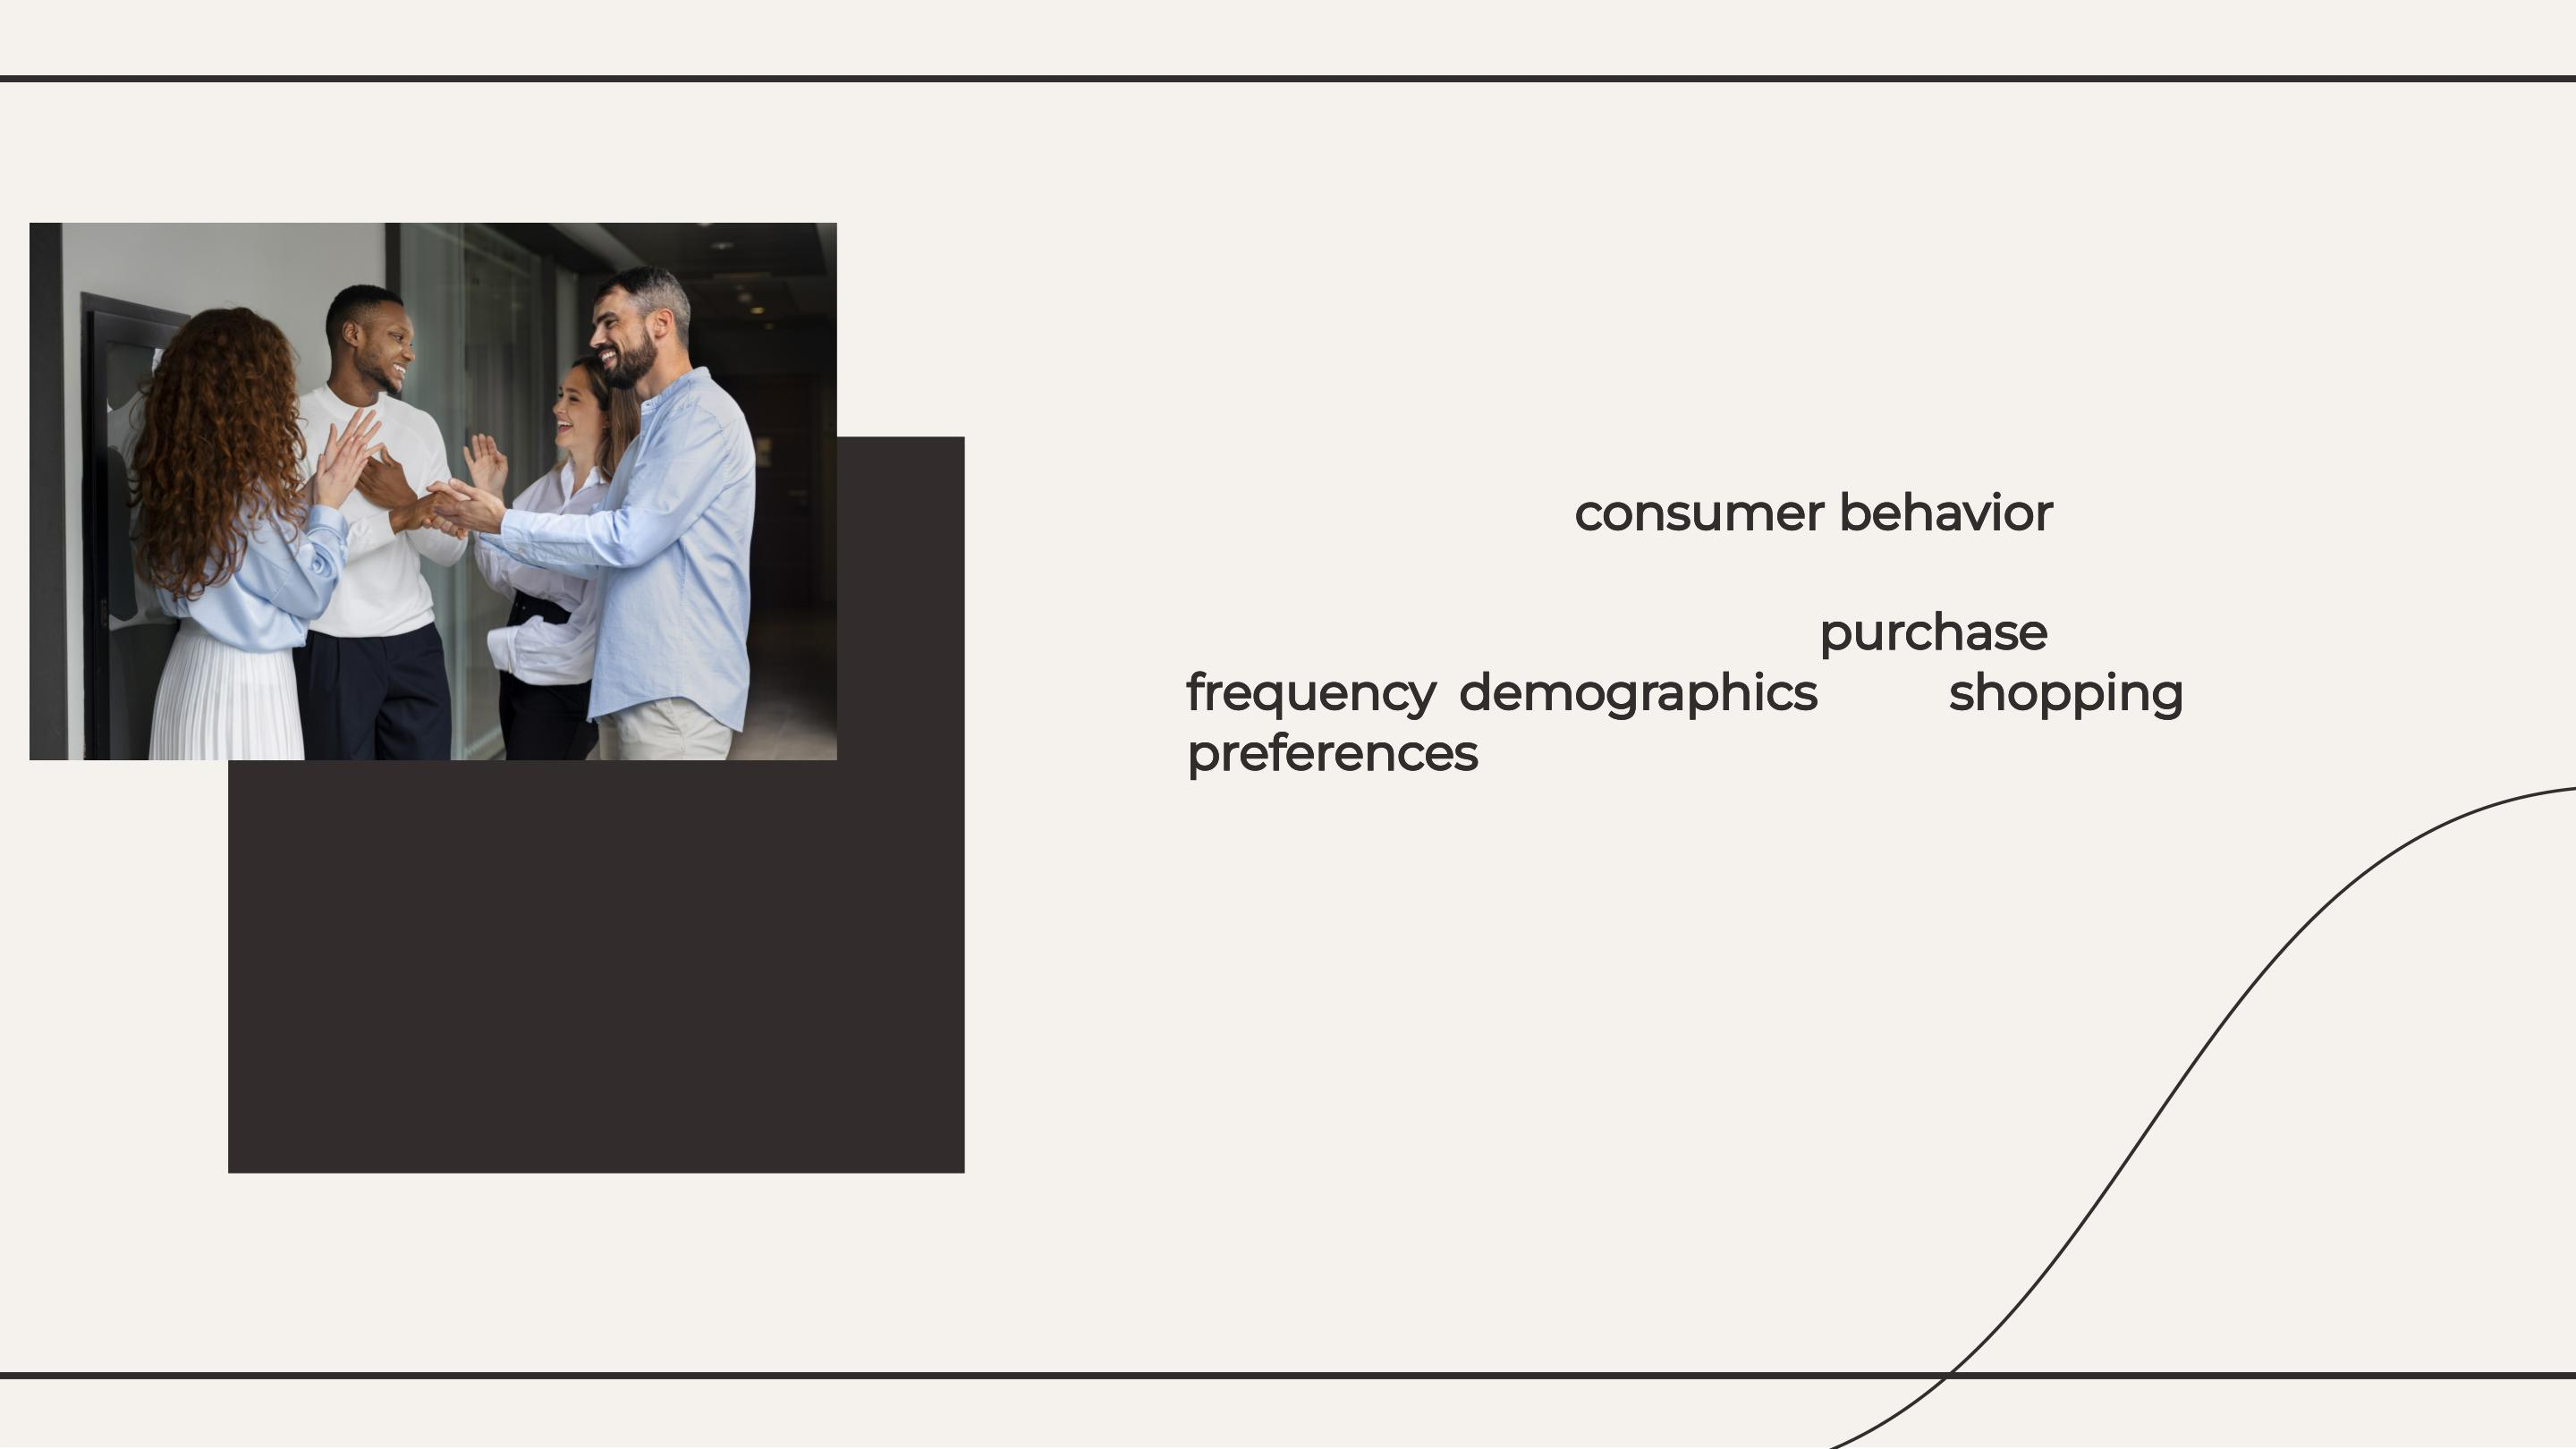 consumer behavior
purchase
frequency demographics shopping
preferences